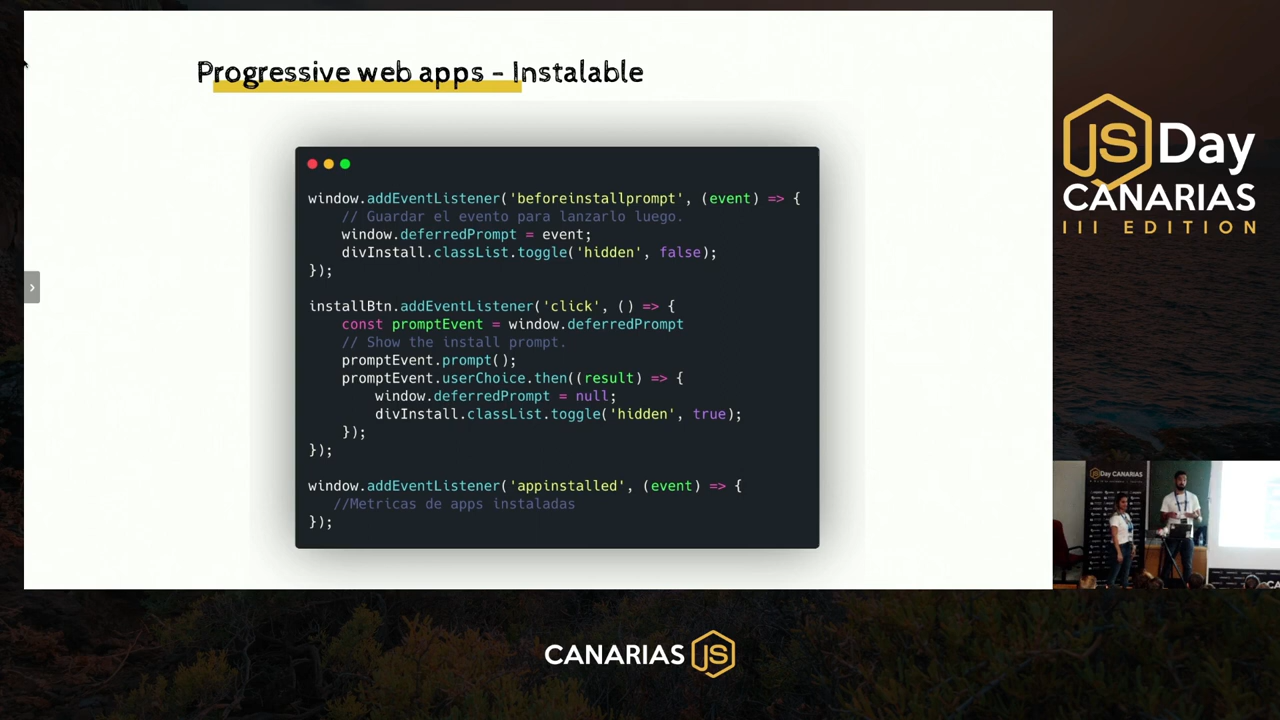 Progressive web apps - Instalable
window.addEventListener('beforeinstallprompt', (event) => {
// Guardar el evento para lanzarlo luego.
window.deferredPrompt = event;
divInstall.classList.toggle('hidden', false);
});
installBtn.addEventListener('click', () => {
const promptEvent = window.deferredPrompt
// Show the install prompt.
promptEvent.prompt();
promptEvent.userChoice.then((result) => {
window.deferredPrompt = null;
divInstall.classList.toggle('hidden', true);
});
});
window.addEventListener('appinstalled', (event) => {
//Metricas de apps instaladas
});
JS Day
CANARIAS
III EDITION
JS Day CANARIAS
CANARIAS JS